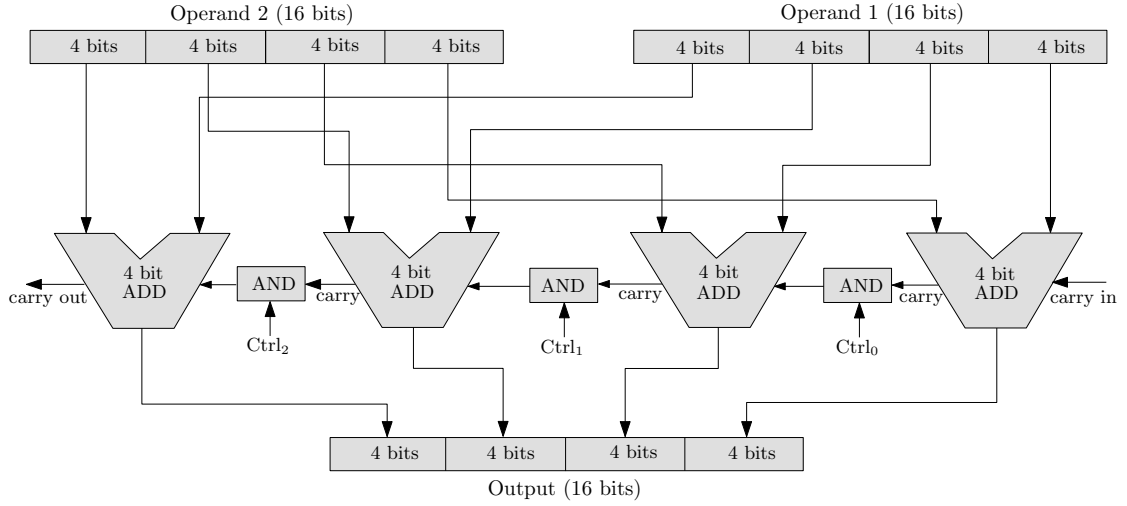 Operand 2 (16 bits)
Operand 1 (16 bits)
4 bits
4 bits
4 bits
4 bits
4 bits
4 bits
4 bits
4 bits
4 bit
ADD
4 bit
ADD
4 bit
ADD
4 bit
ADD
AND
AND
AND
carry out
carry
carry
carry
carry in
Ctrl₂
Ctrl₁
Ctrl₀
4 bits
4 bits
4 bits
4 bits
Output (16 bits)